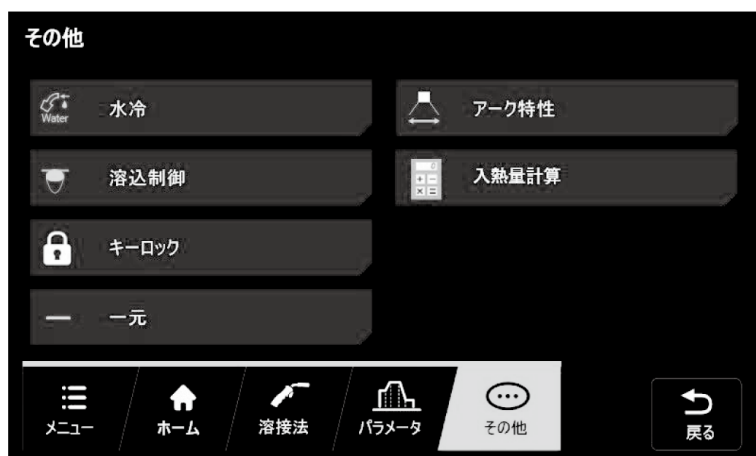 その他
Water 水冷
アーク特性
溶込制御
入熱量計算
キーロック
一元
メニュー
ホーム
溶接法
パラメータ
その他
戻る